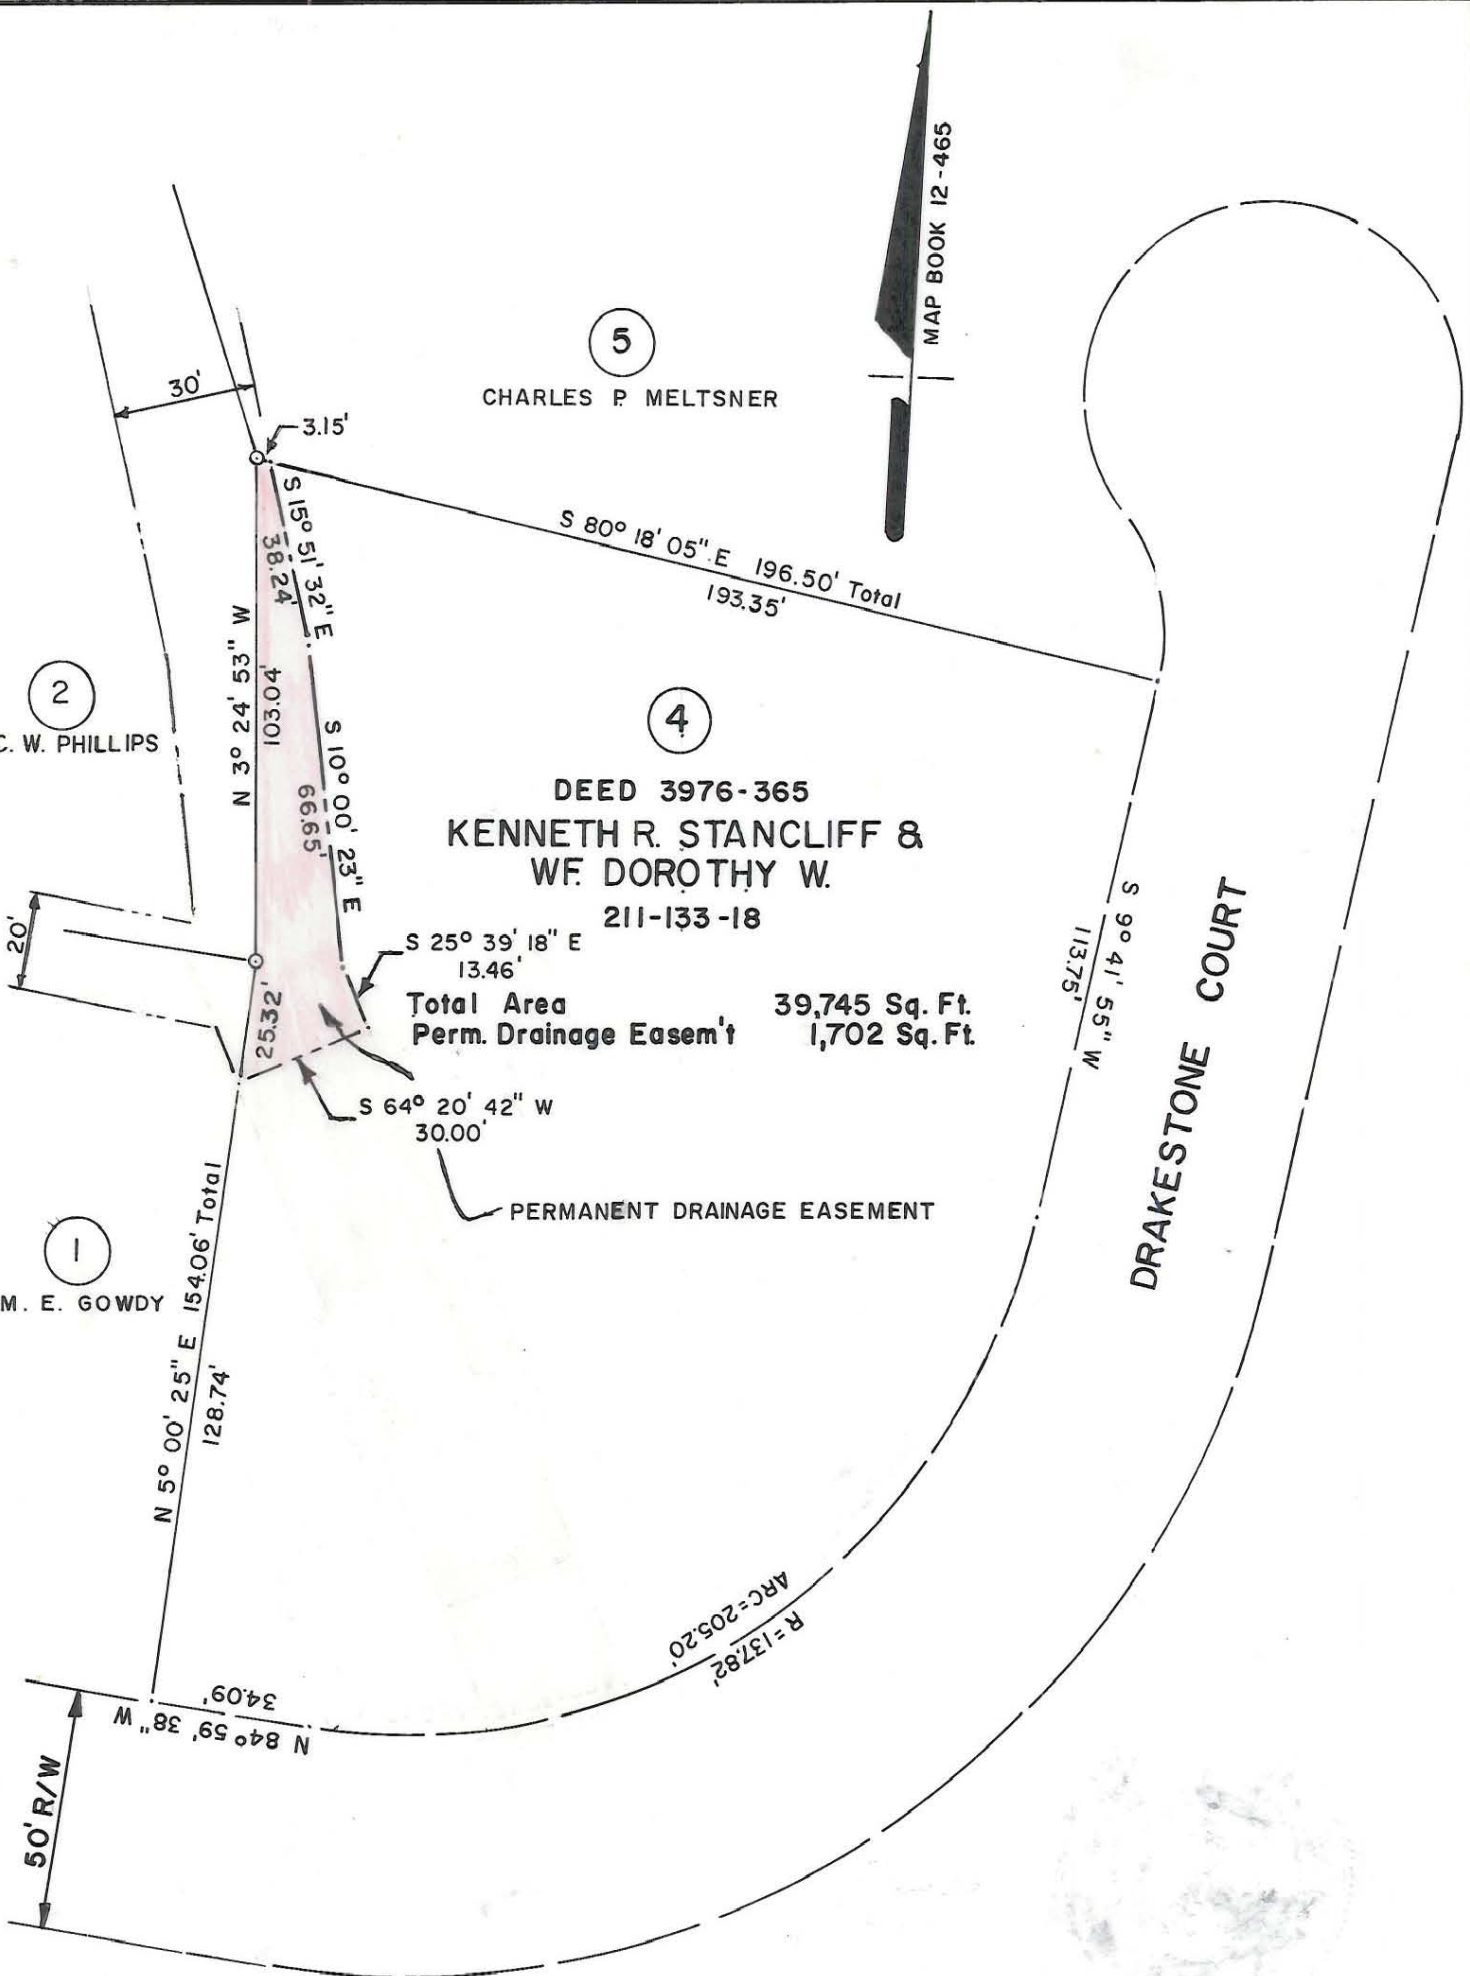 MAP BOOK 12-465
5
CHARLES P. MELTSNER
30'
3.15'
S 15° 51' 32" E
38.24'
S 80° 18' 05" E 196.50' Total
193.35'
N 3° 24' 53" W
103.04'
2
C. W. PHILLIPS
S 10° 00' 23" E
66.65'
4
DEED 3976-365
KENNETH R. STANCLIFF &
WF. DOROTHY W.
211-133-18
S 25° 39' 18" E
13.46'
Total Area 39,745 Sq. Ft.
Perm. Drainage Easem't 1,702 Sq. Ft.
20'
25.32'
S 64° 20' 42" W
30.00'
PERMANENT DRAINAGE EASEMENT
S 9° 41' 55" W
113.75'
DRAKESTONE COURT
1
M. E. GOWDY
N 5° 00' 25" E 154.06' Total
128.74'
ARC=205.20'
R=137.82'
34.09'
N 84° 59' 38" W
50' R/W